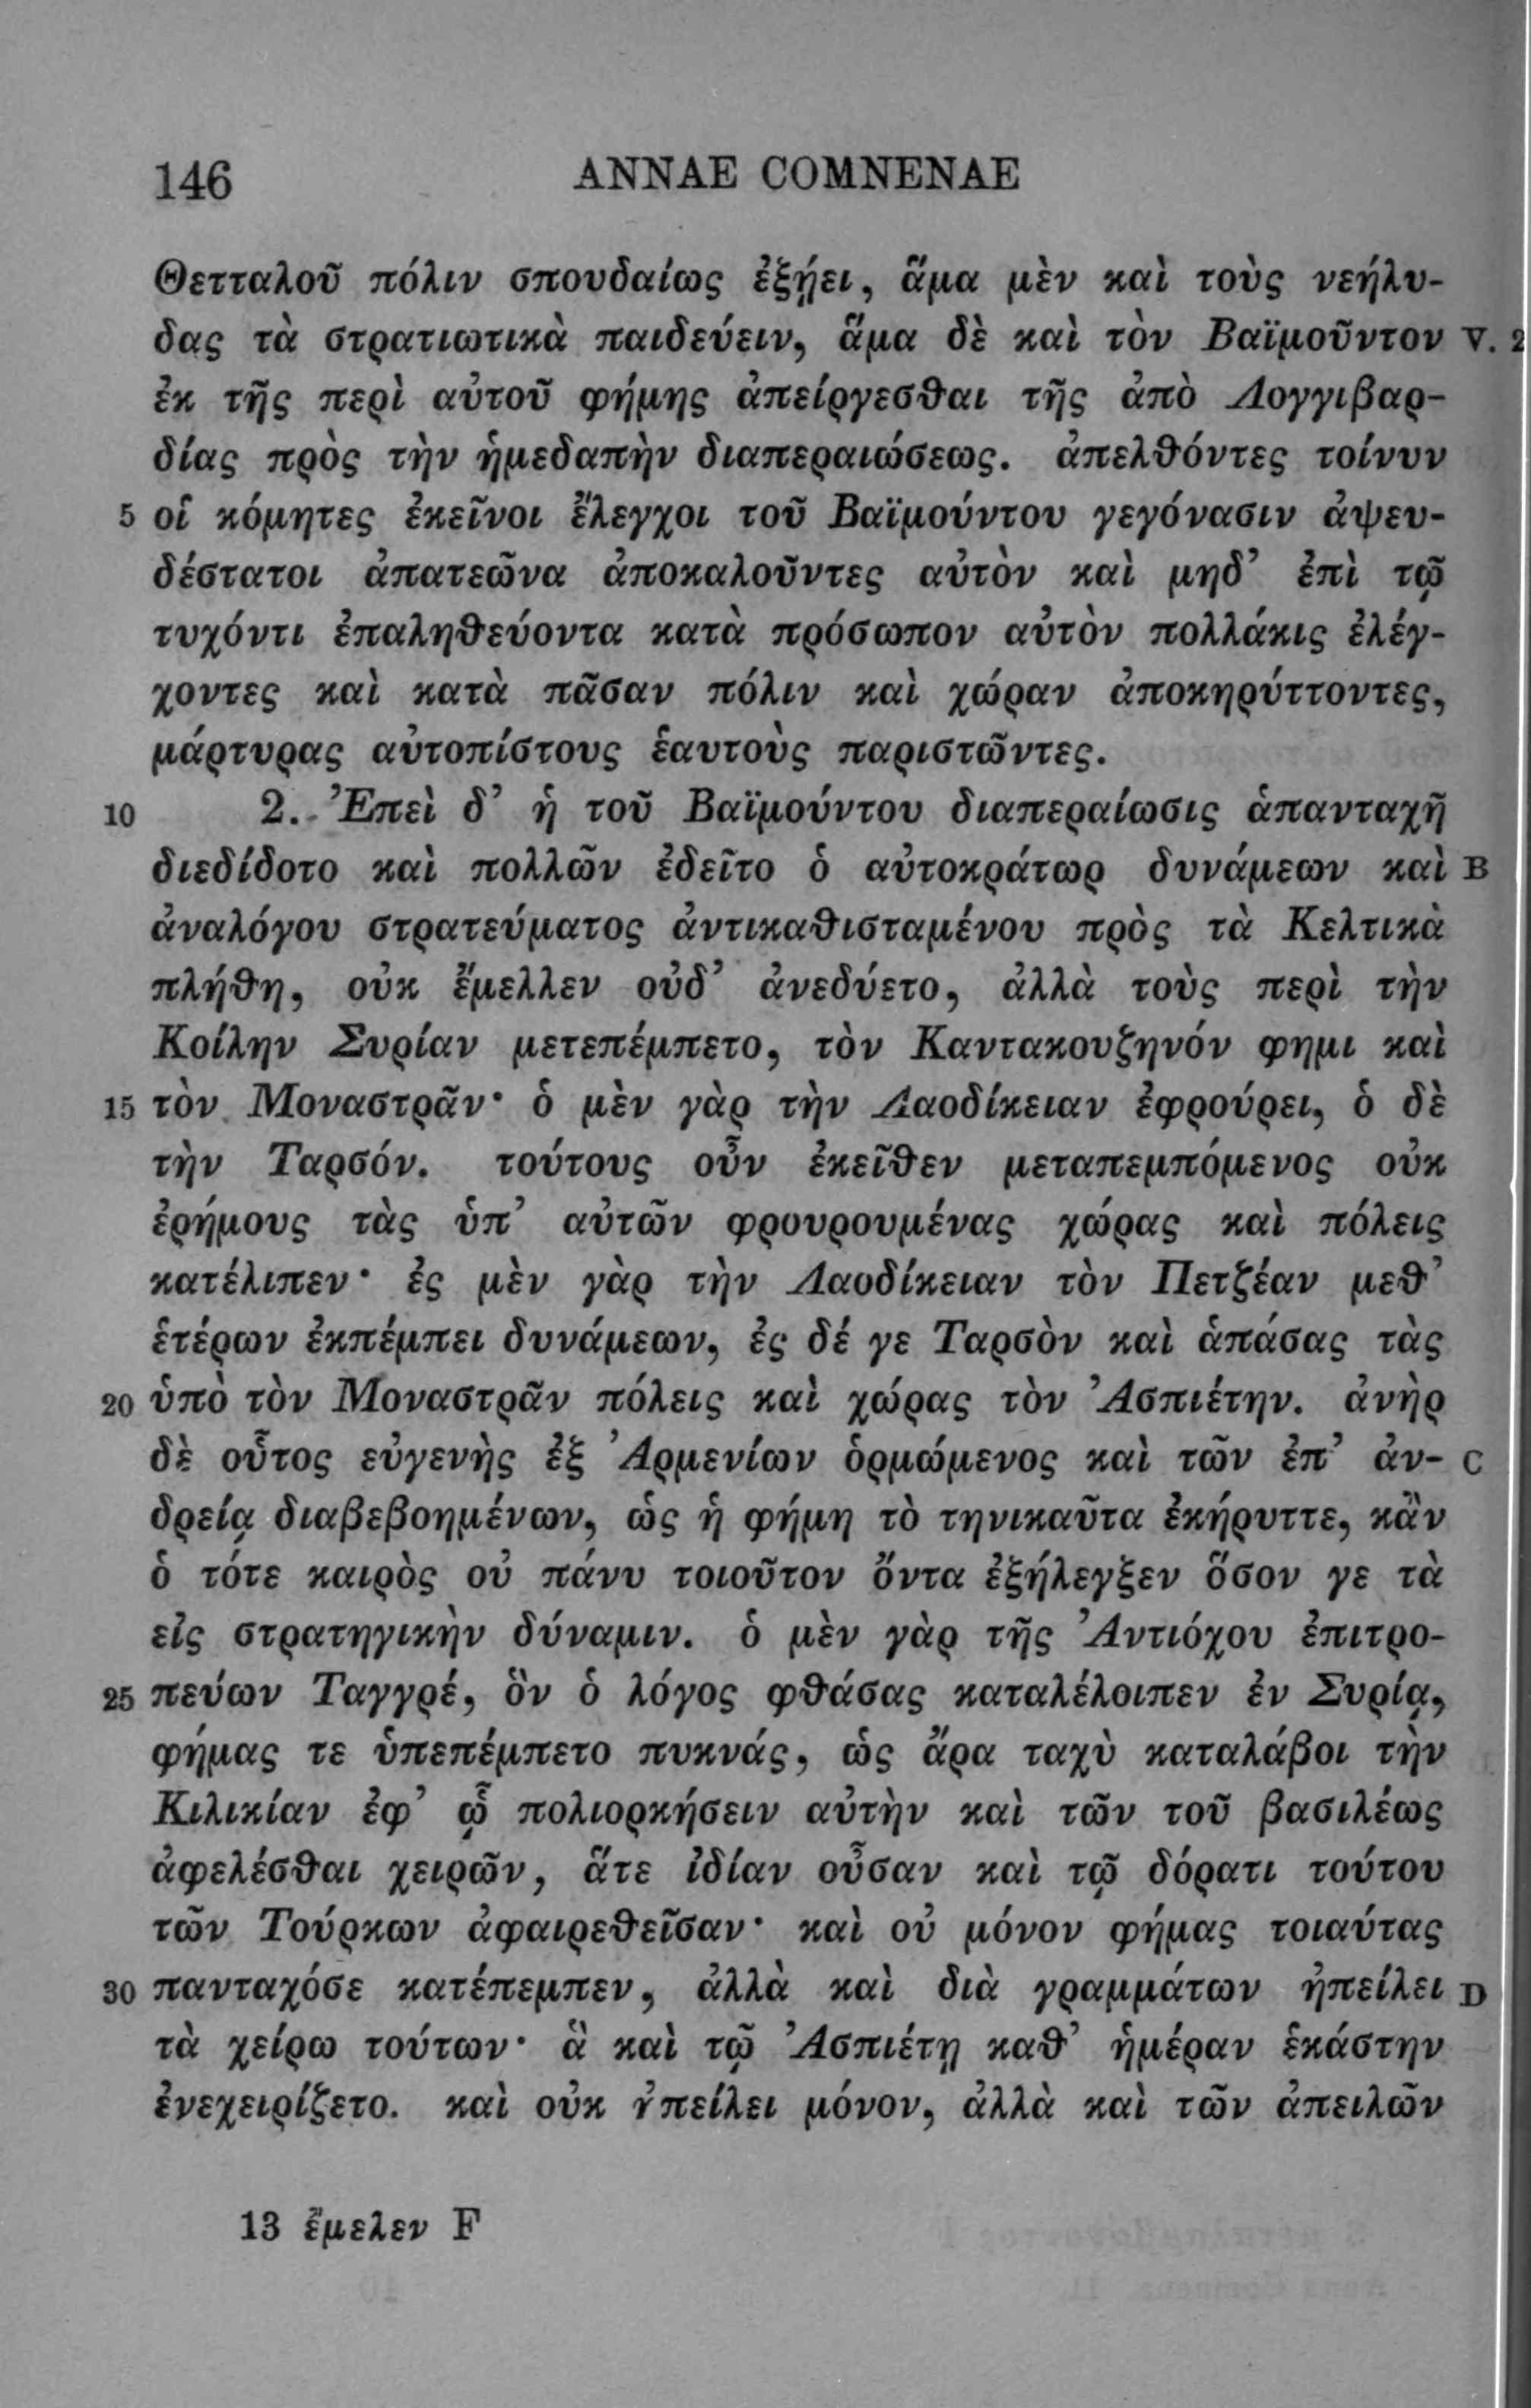 146 ANNAE COMNENAE
Θετταλοῦ πόλιν σπουδαίως ἐξῄει, ἅμα μὲν καὶ τοὺς νεήλυ-
δας τὰ στρατιωτικὰ παιδεύειν, ἅμα δὲ καὶ τὸν Βαϊμοῦντον V. 2
ἐκ τῆς περὶ αὐτοῦ φήμης ἀπείργεσθαι τῆς ἀπὸ Λογγιβαρ-
δίας πρὸς τὴν ἡμεδαπὴν διαπεραιώσεως. ἀπελθόντες τοίνυν
5 οἱ κόμητες ἐκεῖνοι ἔλεγχοι τοῦ Βαϊμούντου γεγόνασιν ἀψευ-
δέστατοι ἀπατεῶνα ἀποκαλοῦντες αὐτὸν καὶ μηδ’ ἐπὶ τῷ
τυχόντι ἐπαληθεύοντα κατὰ πρόσωπον αὐτὸν πολλάκις ἐλέγ-
χοντες καὶ κατὰ πᾶσαν πόλιν καὶ χώραν ἀποκηρύττοντες,
μάρτυρας αὐτοπίστους ἑαυτοὺς παριστῶντες.
10 2. Ἐπεὶ δ’ ἡ τοῦ Βαϊμούντου διαπεραίωσις ἁπανταχῆ
διεδίδοτο καὶ πολλῶν ἐδεῖτο ὁ αὐτοκράτωρ δυνάμεων καὶ B
ἀναλόγου στρατεύματος ἀντικαθισταμένου πρὸς τὰ Κελτικὰ
πλήθη, οὐκ ἔμελλεν οὐδ’ ἀνεδύετο, ἀλλὰ τοὺς περὶ τὴν
Κοίλην Συρίαν μετεπέμπετο, τὸν Καντακουζηνόν φημι καὶ
15 τὸν Μοναστρᾶν· ὁ μὲν γὰρ τὴν Λαοδίκειαν ἐφρούρει, ὁ δὲ
τὴν Ταρσόν. τούτους οὖν ἐκεῖθεν μεταπεμπόμενος οὐκ
ἐρήμους τὰς ὑπ’ αὐτῶν φρουρουμένας χώρας καὶ πόλεις
κατέλιπεν· ἐς μὲν γὰρ τὴν Λαοδίκειαν τὸν Πετζέαν μεθ’
ἑτέρων ἐκπέμπει δυνάμεων, ἐς δέ γε Ταρσὸν καὶ ἁπάσας τὰς
20 ὑπὸ τὸν Μοναστρᾶν πόλεις καὶ χώρας τὸν Ἀσπιέτην. ἀνὴρ
δὲ οὗτος εὐγενὴς ἐξ Ἀρμενίων ὁρμώμενος καὶ τῶν ἐπ’ ἀν- C
δρείᾳ διαβεβοημένων, ὡς ἡ φήμη τὸ τηνικαῦτα ἐκήρυττε, κἂν
ὁ τότε καιρὸς οὐ πάνυ τοιοῦτον ὄντα ἐξήλεγξεν ὅσον γε τὰ
εἰς στρατηγικὴν δύναμιν. ὁ μὲν γὰρ τῆς Ἀντιόχου ἐπιτρο-
25 πεύων Ταγγρέ, ὃν ὁ λόγος φθάσας καταλέλοιπεν ἐν Συρίᾳ,
φήμας τε ὑπεπέμπετο πυκνάς, ὡς ἄρα ταχὺ καταλάβοι τὴν
Κιλικίαν ἐφ’ ᾧ πολιορκήσειν αὐτὴν καὶ τῶν τοῦ βασιλέως
ἀφελέσθαι χειρῶν, ἅτε ἰδίαν οὖσαν καὶ τῷ δόρατι τούτου
τῶν Τούρκων ἀφαιρεθεῖσαν· καὶ οὐ μόνον φήμας τοιαύτας
30 πανταχόσε κατέπεμπεν, ἀλλὰ καὶ διὰ γραμμάτων ἠπείλει D
τὰ χείρω τούτων· ἃ καὶ τῷ Ἀσπιέτῃ καθ’ ἡμέραν ἑκάστην
ἐνεχειρίζετο. καὶ οὐκ ἠπείλει μόνον, ἀλλὰ καὶ τῶν ἀπειλῶν
13 ἔμελεν F